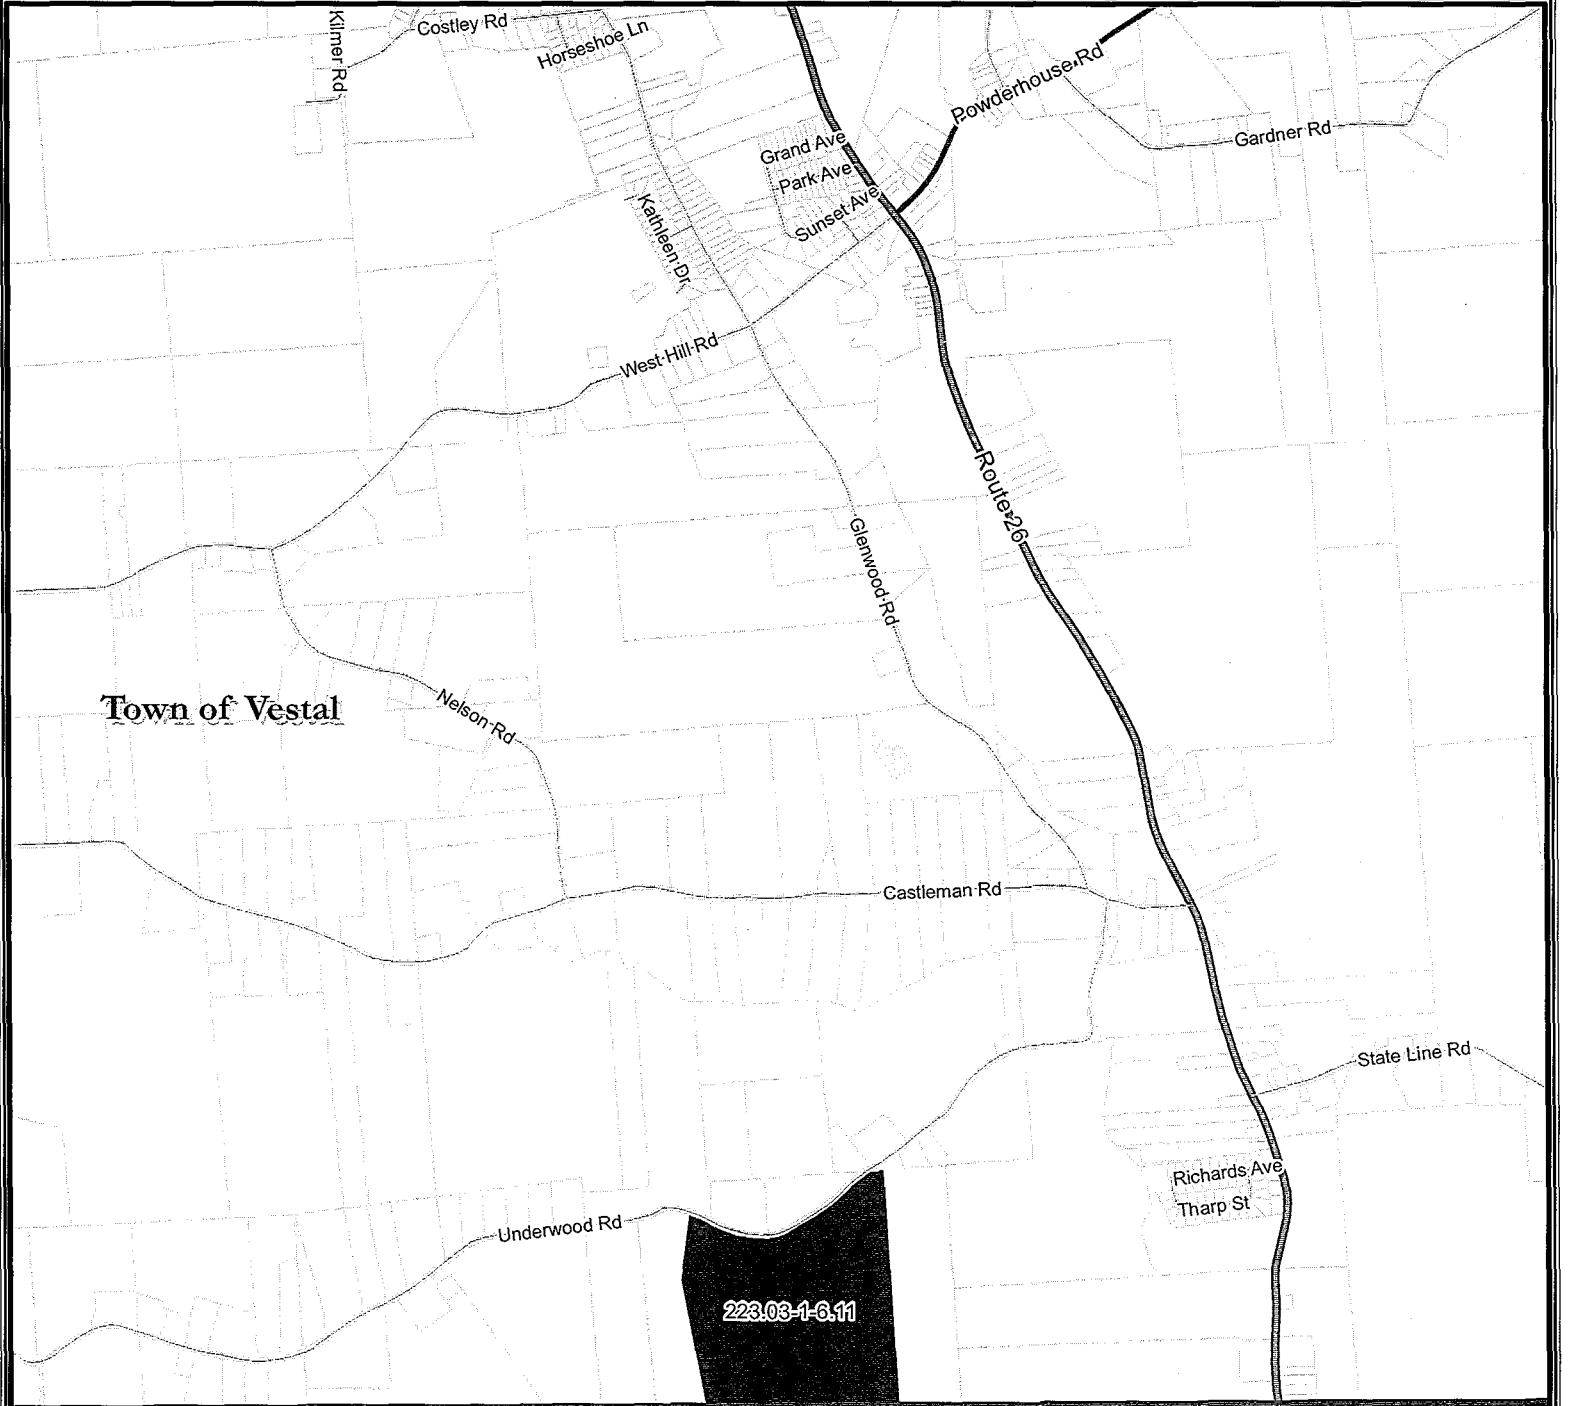 Kilmer Rd
Costley Rd
Horseshoe Ln
Powderhouse Rd
Gardner Rd
Grand Ave
Park Ave
Sunset Ave
Kathleen Dr
West Hill Rd
Route 26
Glenwood Rd
Town of Vestal
Nelson Rd
Castleman Rd
State Line Rd
Richards Ave
Tharp St
Underwood Rd
223.03-1-6.11